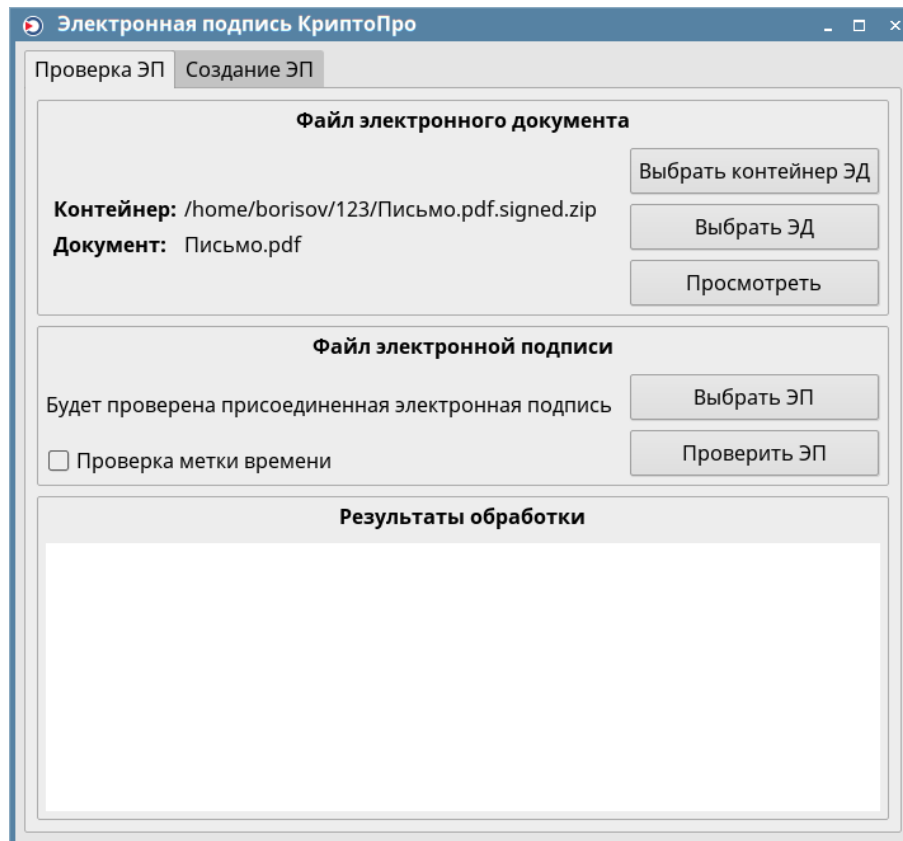 Электронная подпись КриптоПро
Проверка ЭП Создание ЭП
Файл электронного документа
Выбрать контейнер ЭД
Контейнер: /home/borisov/123/Письмо.pdf.signed.zip
Выбрать ЭД
Документ: Письмо.pdf
Просмотреть
Файл электронной подписи
Будет проверена присоединенная электронная подпись
Выбрать ЭП
Проверка метки времени
Проверить ЭП
Результаты обработки